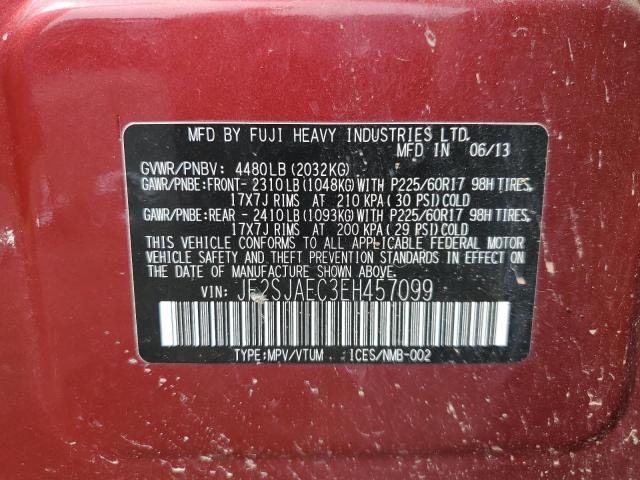 MFD BY FUJI HEAVY INDUSTRIES LTD.
MFD IN 06/13
GVWR/PNBV: 4480LB(2032KG)
GAWR/PNBE:FRONT- 2310LB(1048KG)WITH P225/60R17 98H TIRES
17X7J RIMS AT 210 KPA(30 PSI)COLD
GAWR/PNBE:REAR -2410LB(1093KG)WITH P225/60R17 98H TIRES
17X7J RIMS AT 200 KPA(29 PSI)COLD
THIS VEHICLE CONFORMS TO ALL APPLICABLE FEDERAL MOTOR
VEHICLE SAFETY AND THEFT PREVENTION STANDARDS IN EFFECT
ON THE DATE OF MANUFACTURE SHOWN ABOVE.
VIN: JF2SJAEC3EH457099
TYPE:MPV/VTUM ICES/NMB-002